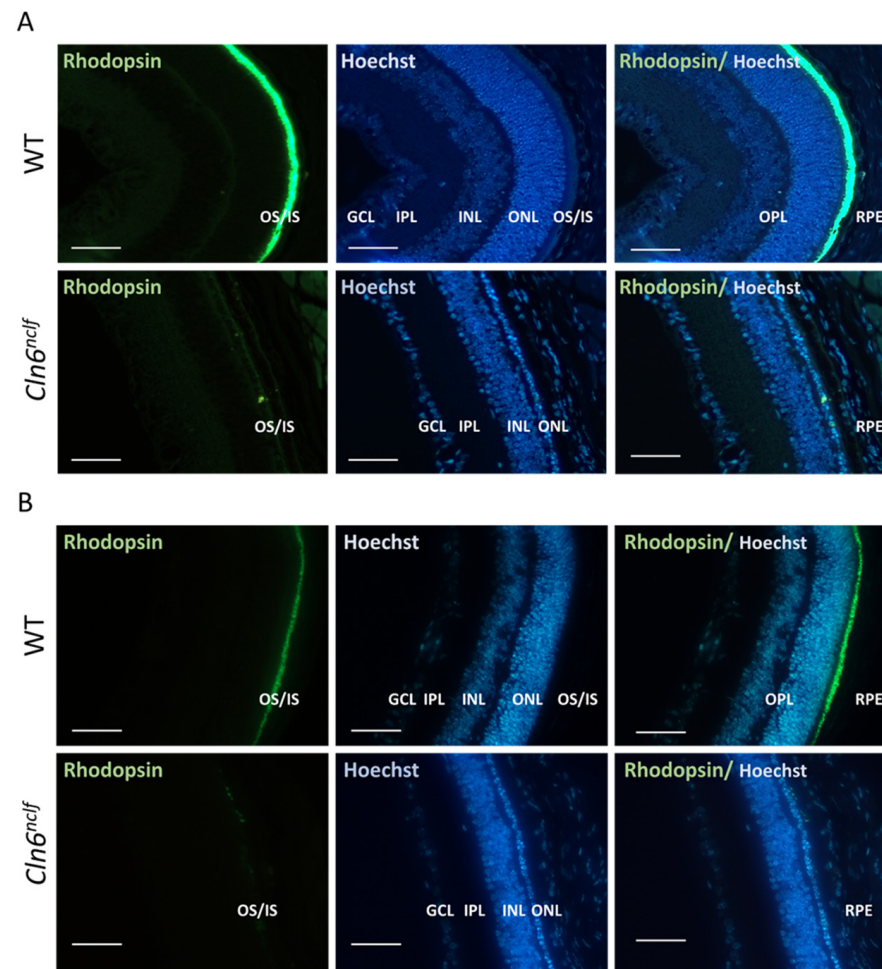 A
WT
Rhodopsin
OS/IS
Hoechst
GCL IPL INL ONL OS/IS
Rhodopsin/ Hoechst
OPL RPE
Cln6nclf
Rhodopsin
OS/IS
Hoechst
GCL IPL INL ONL
Rhodopsin/ Hoechst
RPE
B
WT
Rhodopsin
OS/IS
Hoechst
GCL IPL INL ONL OS/IS
Rhodopsin/ Hoechst
OPL RPE
Cln6nclf
Rhodopsin
OS/IS
Hoechst
GCL IPL INL ONL
Rhodopsin/ Hoechst
RPE